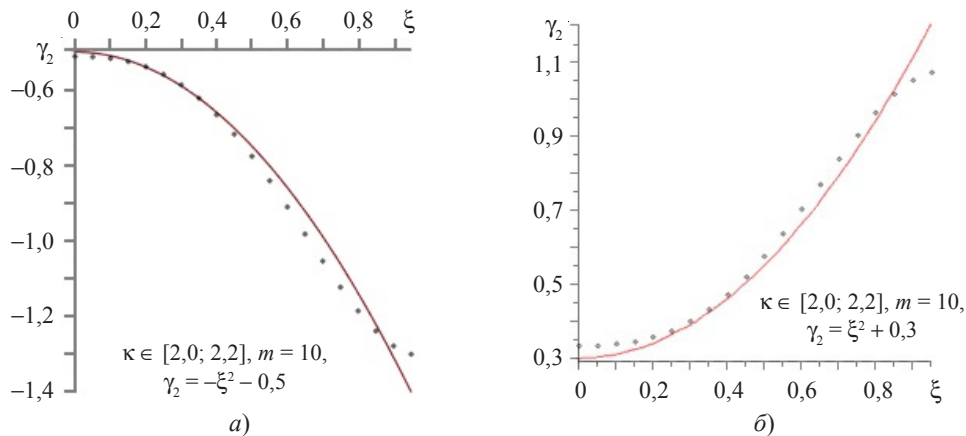 0 0,2 0,4 0,6 0,8 ξ
γ₂
−0,6
−0,8
−1,0
−1,2
−1,4
κ ∈ [2,0; 2,2], m = 10,
γ₂ = −ξ² − 0,5
а)
γ₂
1,1
0,9
0,7
0,5
0,3
κ ∈ [2,0; 2,2], m = 10,
γ₂ = ξ² + 0,3
0 0,2 0,4 0,6 0,8 ξ
б)